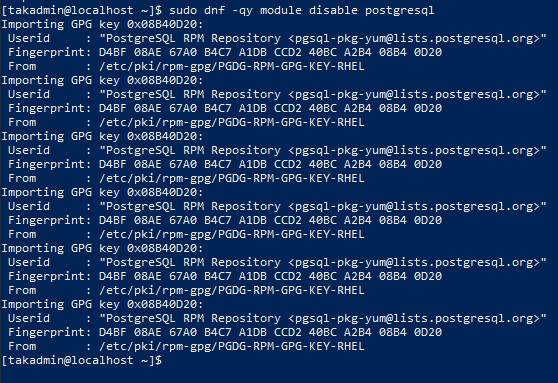 [takadmin@localhost ~]$ sudo dnf -qy module disable postgresql
Importing GPG key 0x08B40D20:
 Userid     : "PostgreSQL RPM Repository <pgsql-pkg-yum@lists.postgresql.org>"
 Fingerprint: D4BF 08AE 67A0 B4C7 A1DB CCD2 40BC A2B4 08B4 0D20
 From       : /etc/pki/rpm-gpg/PGDG-RPM-GPG-KEY-RHEL
Importing GPG key 0x08B40D20:
 Userid     : "PostgreSQL RPM Repository <pgsql-pkg-yum@lists.postgresql.org>"
 Fingerprint: D4BF 08AE 67A0 B4C7 A1DB CCD2 40BC A2B4 08B4 0D20
 From       : /etc/pki/rpm-gpg/PGDG-RPM-GPG-KEY-RHEL
Importing GPG key 0x08B40D20:
 Userid     : "PostgreSQL RPM Repository <pgsql-pkg-yum@lists.postgresql.org>"
 Fingerprint: D4BF 08AE 67A0 B4C7 A1DB CCD2 40BC A2B4 08B4 0D20
 From       : /etc/pki/rpm-gpg/PGDG-RPM-GPG-KEY-RHEL
Importing GPG key 0x08B40D20:
 Userid     : "PostgreSQL RPM Repository <pgsql-pkg-yum@lists.postgresql.org>"
 Fingerprint: D4BF 08AE 67A0 B4C7 A1DB CCD2 40BC A2B4 08B4 0D20
 From       : /etc/pki/rpm-gpg/PGDG-RPM-GPG-KEY-RHEL
Importing GPG key 0x08B40D20:
 Userid     : "PostgreSQL RPM Repository <pgsql-pkg-yum@lists.postgresql.org>"
 Fingerprint: D4BF 08AE 67A0 B4C7 A1DB CCD2 40BC A2B4 08B4 0D20
 From       : /etc/pki/rpm-gpg/PGDG-RPM-GPG-KEY-RHEL
Importing GPG key 0x08B40D20:
 Userid     : "PostgreSQL RPM Repository <pgsql-pkg-yum@lists.postgresql.org>"
 Fingerprint: D4BF 08AE 67A0 B4C7 A1DB CCD2 40BC A2B4 08B4 0D20
 From       : /etc/pki/rpm-gpg/PGDG-RPM-GPG-KEY-RHEL
[takadmin@localhost ~]$